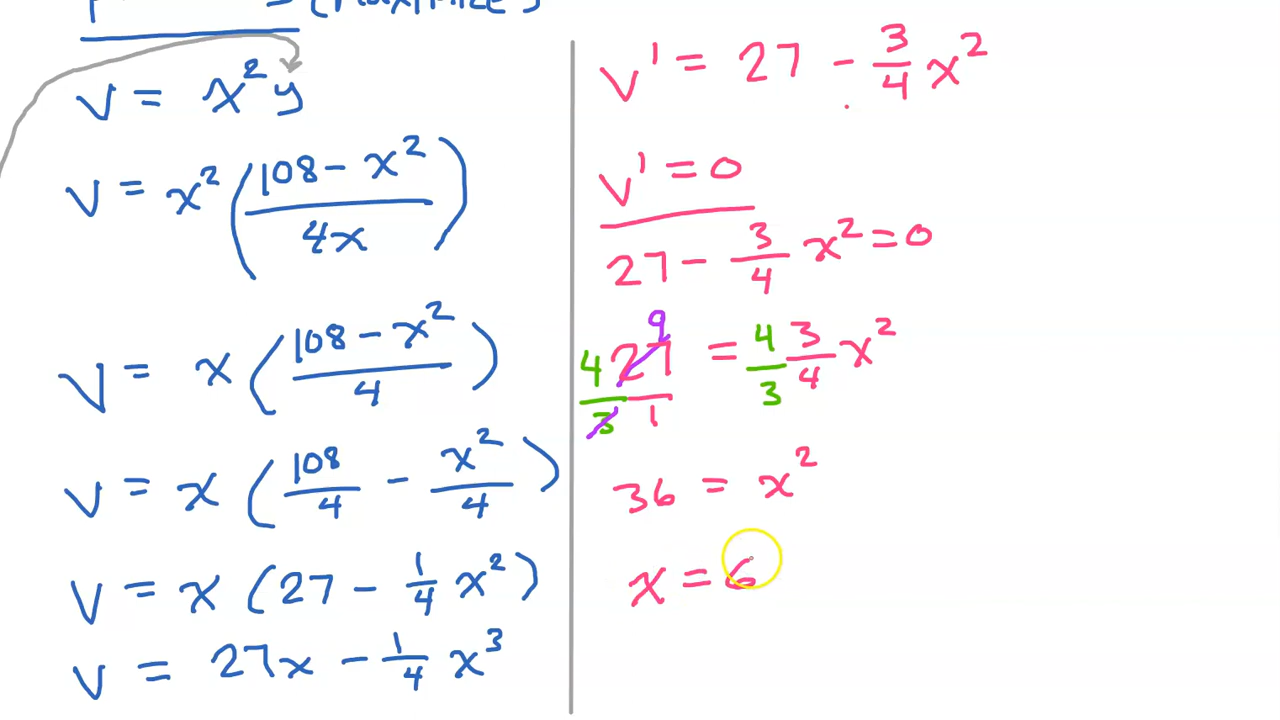 V = x²y
V = x² ((108 - x²)/(4x))
V = x ((108 - x²)/4)
V = x (108/4 - x²/4)
V = x (27 - 1/4 x²)
V = 27x - 1/4 x³
V' = 27 - 3/4 x²
V' = 0
27 - 3/4 x² = 0
4/3 27/1 9 = 4/3 3/4 x²
36 = x²
x = 6